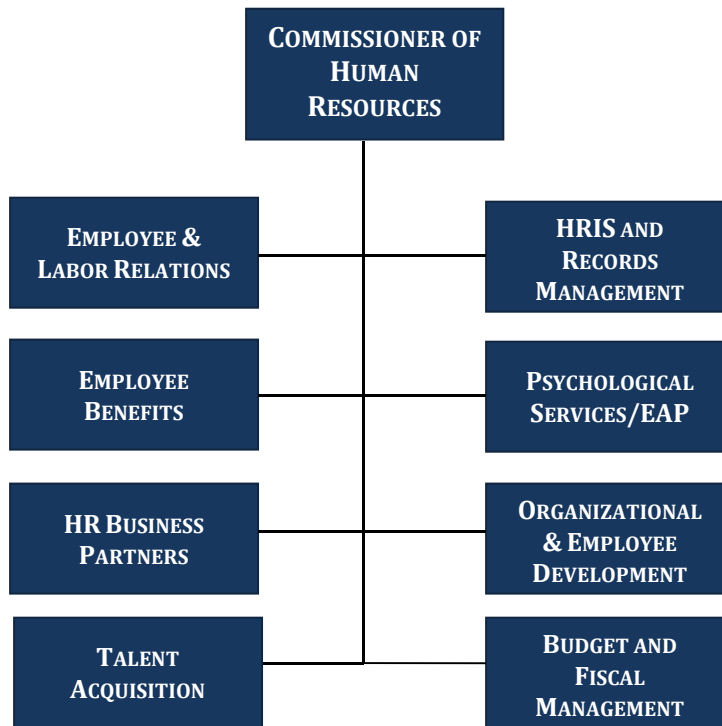 COMMISSIONER OF
HUMAN
RESOURCES
EMPLOYEE &
LABOR RELATIONS
HRIS AND
RECORDS
MANAGEMENT
EMPLOYEE
BENEFITS
PSYCHOLOGICAL
SERVICES/EAP
HR BUSINESS
PARTNERS
ORGANIZATIONAL
& EMPLOYEE
DEVELOPMENT
TALENT
ACQUISITION
BUDGET AND
FISCAL
MANAGEMENT